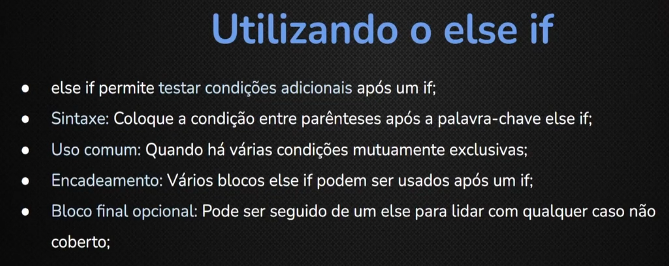 Utilizando o else if
● else if permite testar condições adicionais após um if;
● Sintaxe: Coloque a condição entre parênteses após a palavra-chave else if;
● Uso comum: Quando há várias condições mutuamente exclusivas;
● Encadeamento: Vários blocos else if podem ser usados após um if;
● Bloco final opcional: Pode ser seguido de um else para lidar com qualquer caso não
coberto;